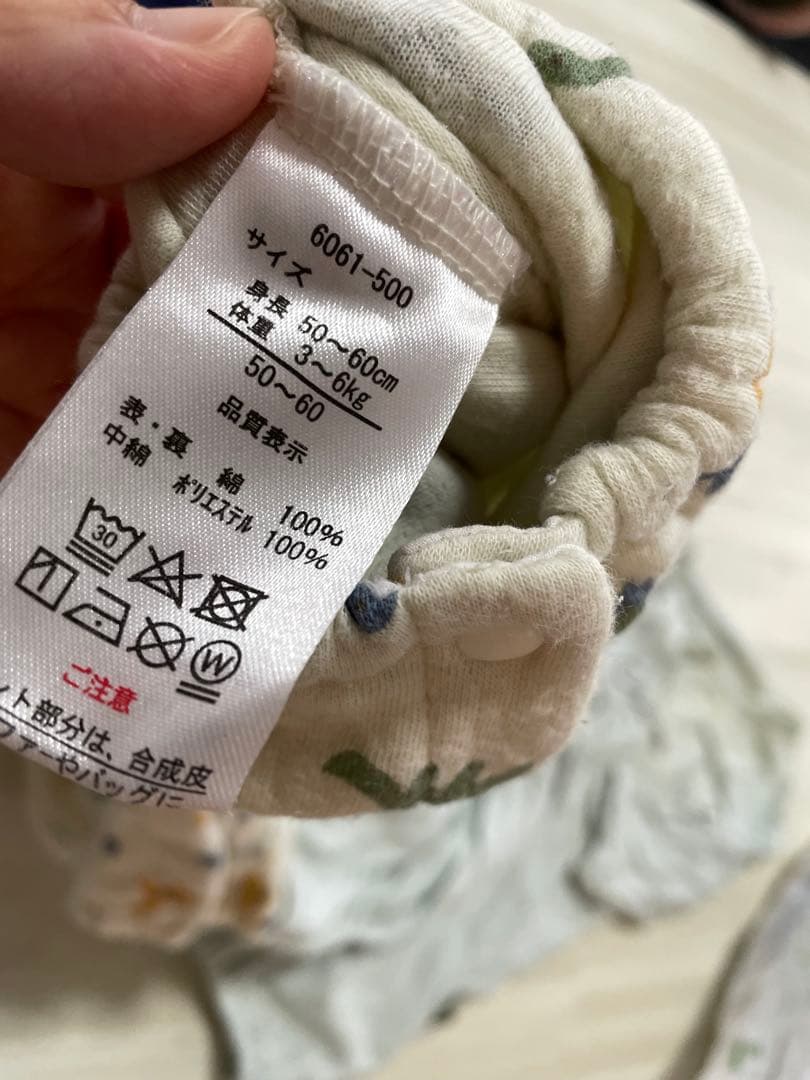 6061-500
サイズ
身長 50～60cm
体重 3～6kg
50～60
品質表示
表・裏 綿 100%
中綿 ポリエステル 100%
30
W
ご注意
ント部分は、合成皮
ファーやバッグに